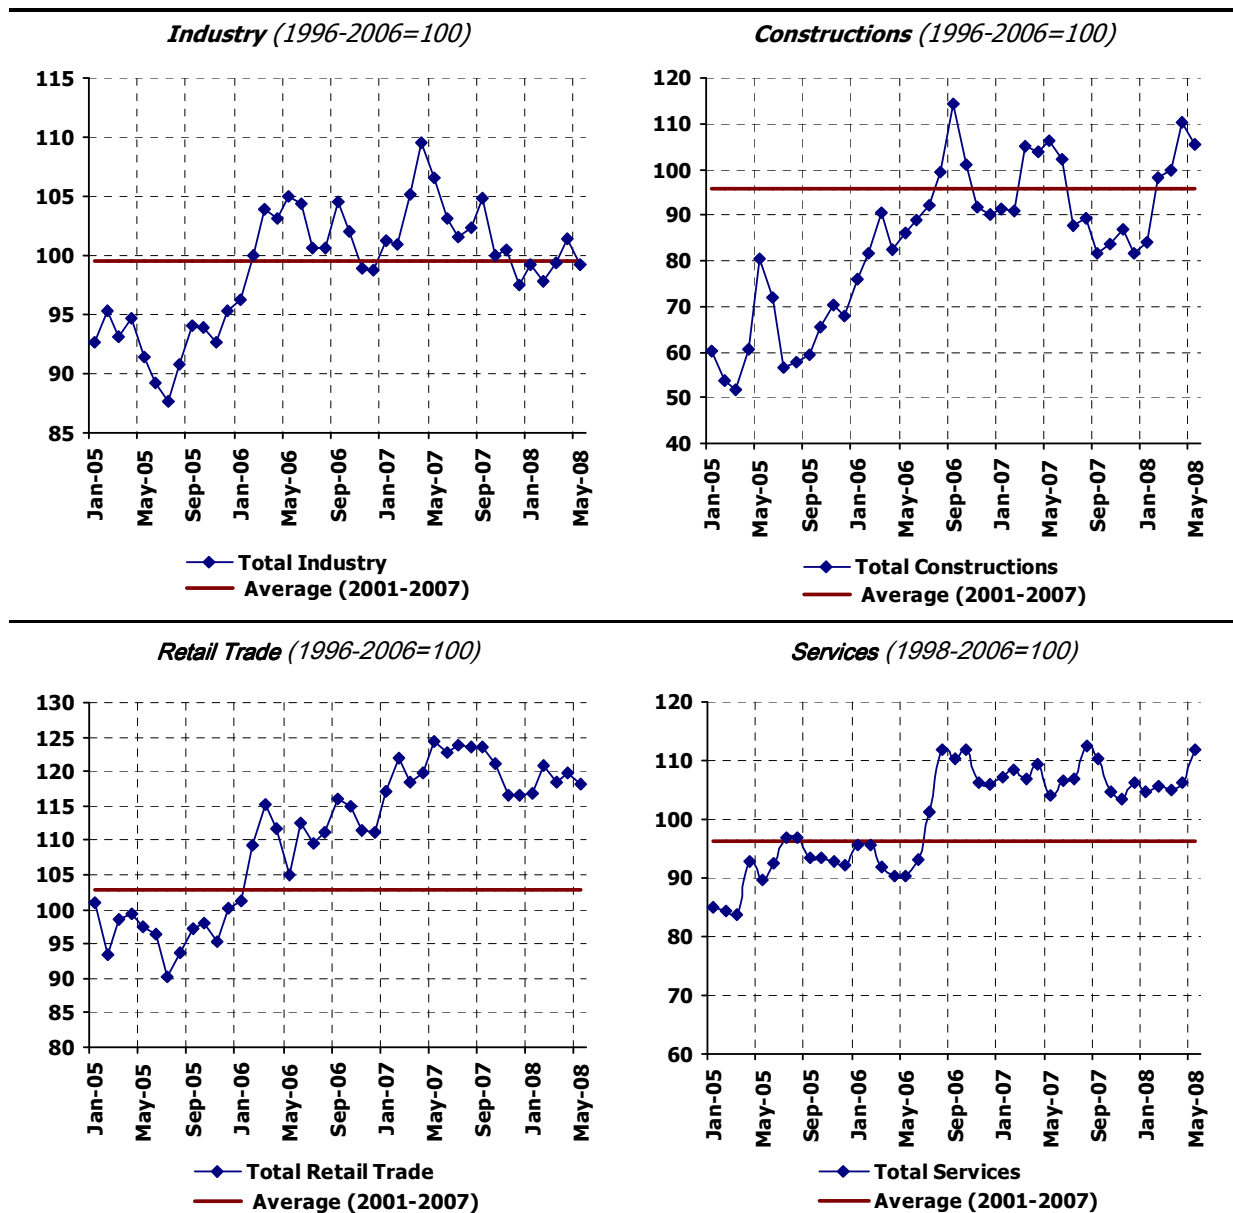 Industry (1996-2006=100)
115
110
105
100
95
90
85
Jan-05
May-05
Sep-05
Jan-06
May-06
Sep-06
Jan-07
May-07
Sep-07
Jan-08
May-08
Total Industry
Average (2001-2007)
Constructions (1996-2006=100)
120
110
100
90
80
70
60
50
40
Jan-05
May-05
Sep-05
Jan-06
May-06
Sep-06
Jan-07
May-07
Sep-07
Jan-08
May-08
Total Constructions
Average (2001-2007)
Retail Trade (1996-2006=100)
130
125
120
115
110
105
100
95
90
85
80
Jan-05
May-05
Sep-05
Jan-06
May-06
Sep-06
Jan-07
May-07
Sep-07
Jan-08
May-08
Total Retail Trade
Average (2001-2007)
Services (1998-2006=100)
120
110
100
90
80
70
60
Jan-05
May-05
Sep-05
Jan-06
May-06
Sep-06
Jan-07
May-07
Sep-07
Jan-08
May-08
Total Services
Average (2001-2007)